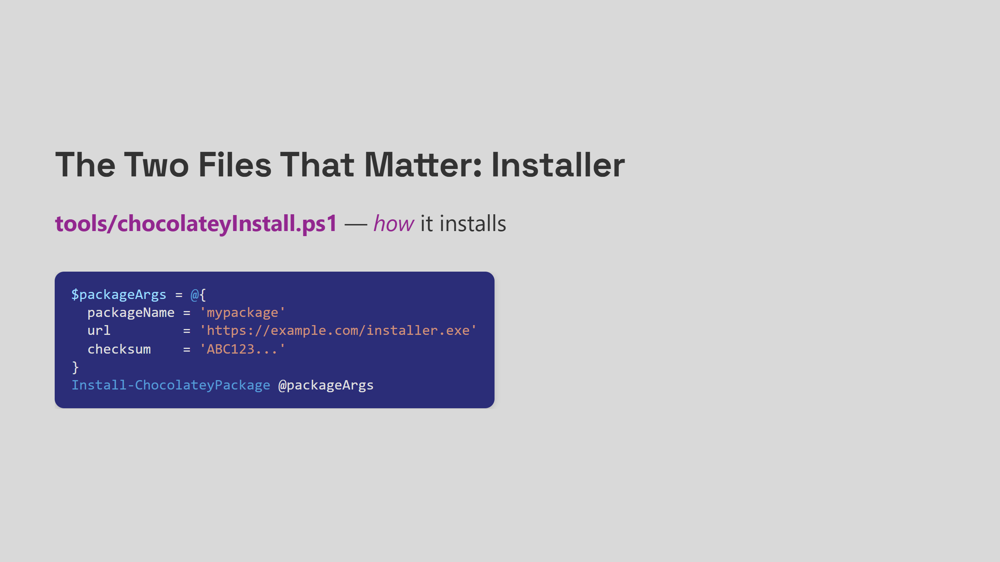 The Two Files That Matter: Installer
tools/chocolateyInstall.ps1 — how it installs
$packageArgs = @{
  packageName = 'mypackage'
  url         = 'https://example.com/installer.exe'
  checksum    = 'ABC123...'
}
Install-ChocolateyPackage @packageArgs